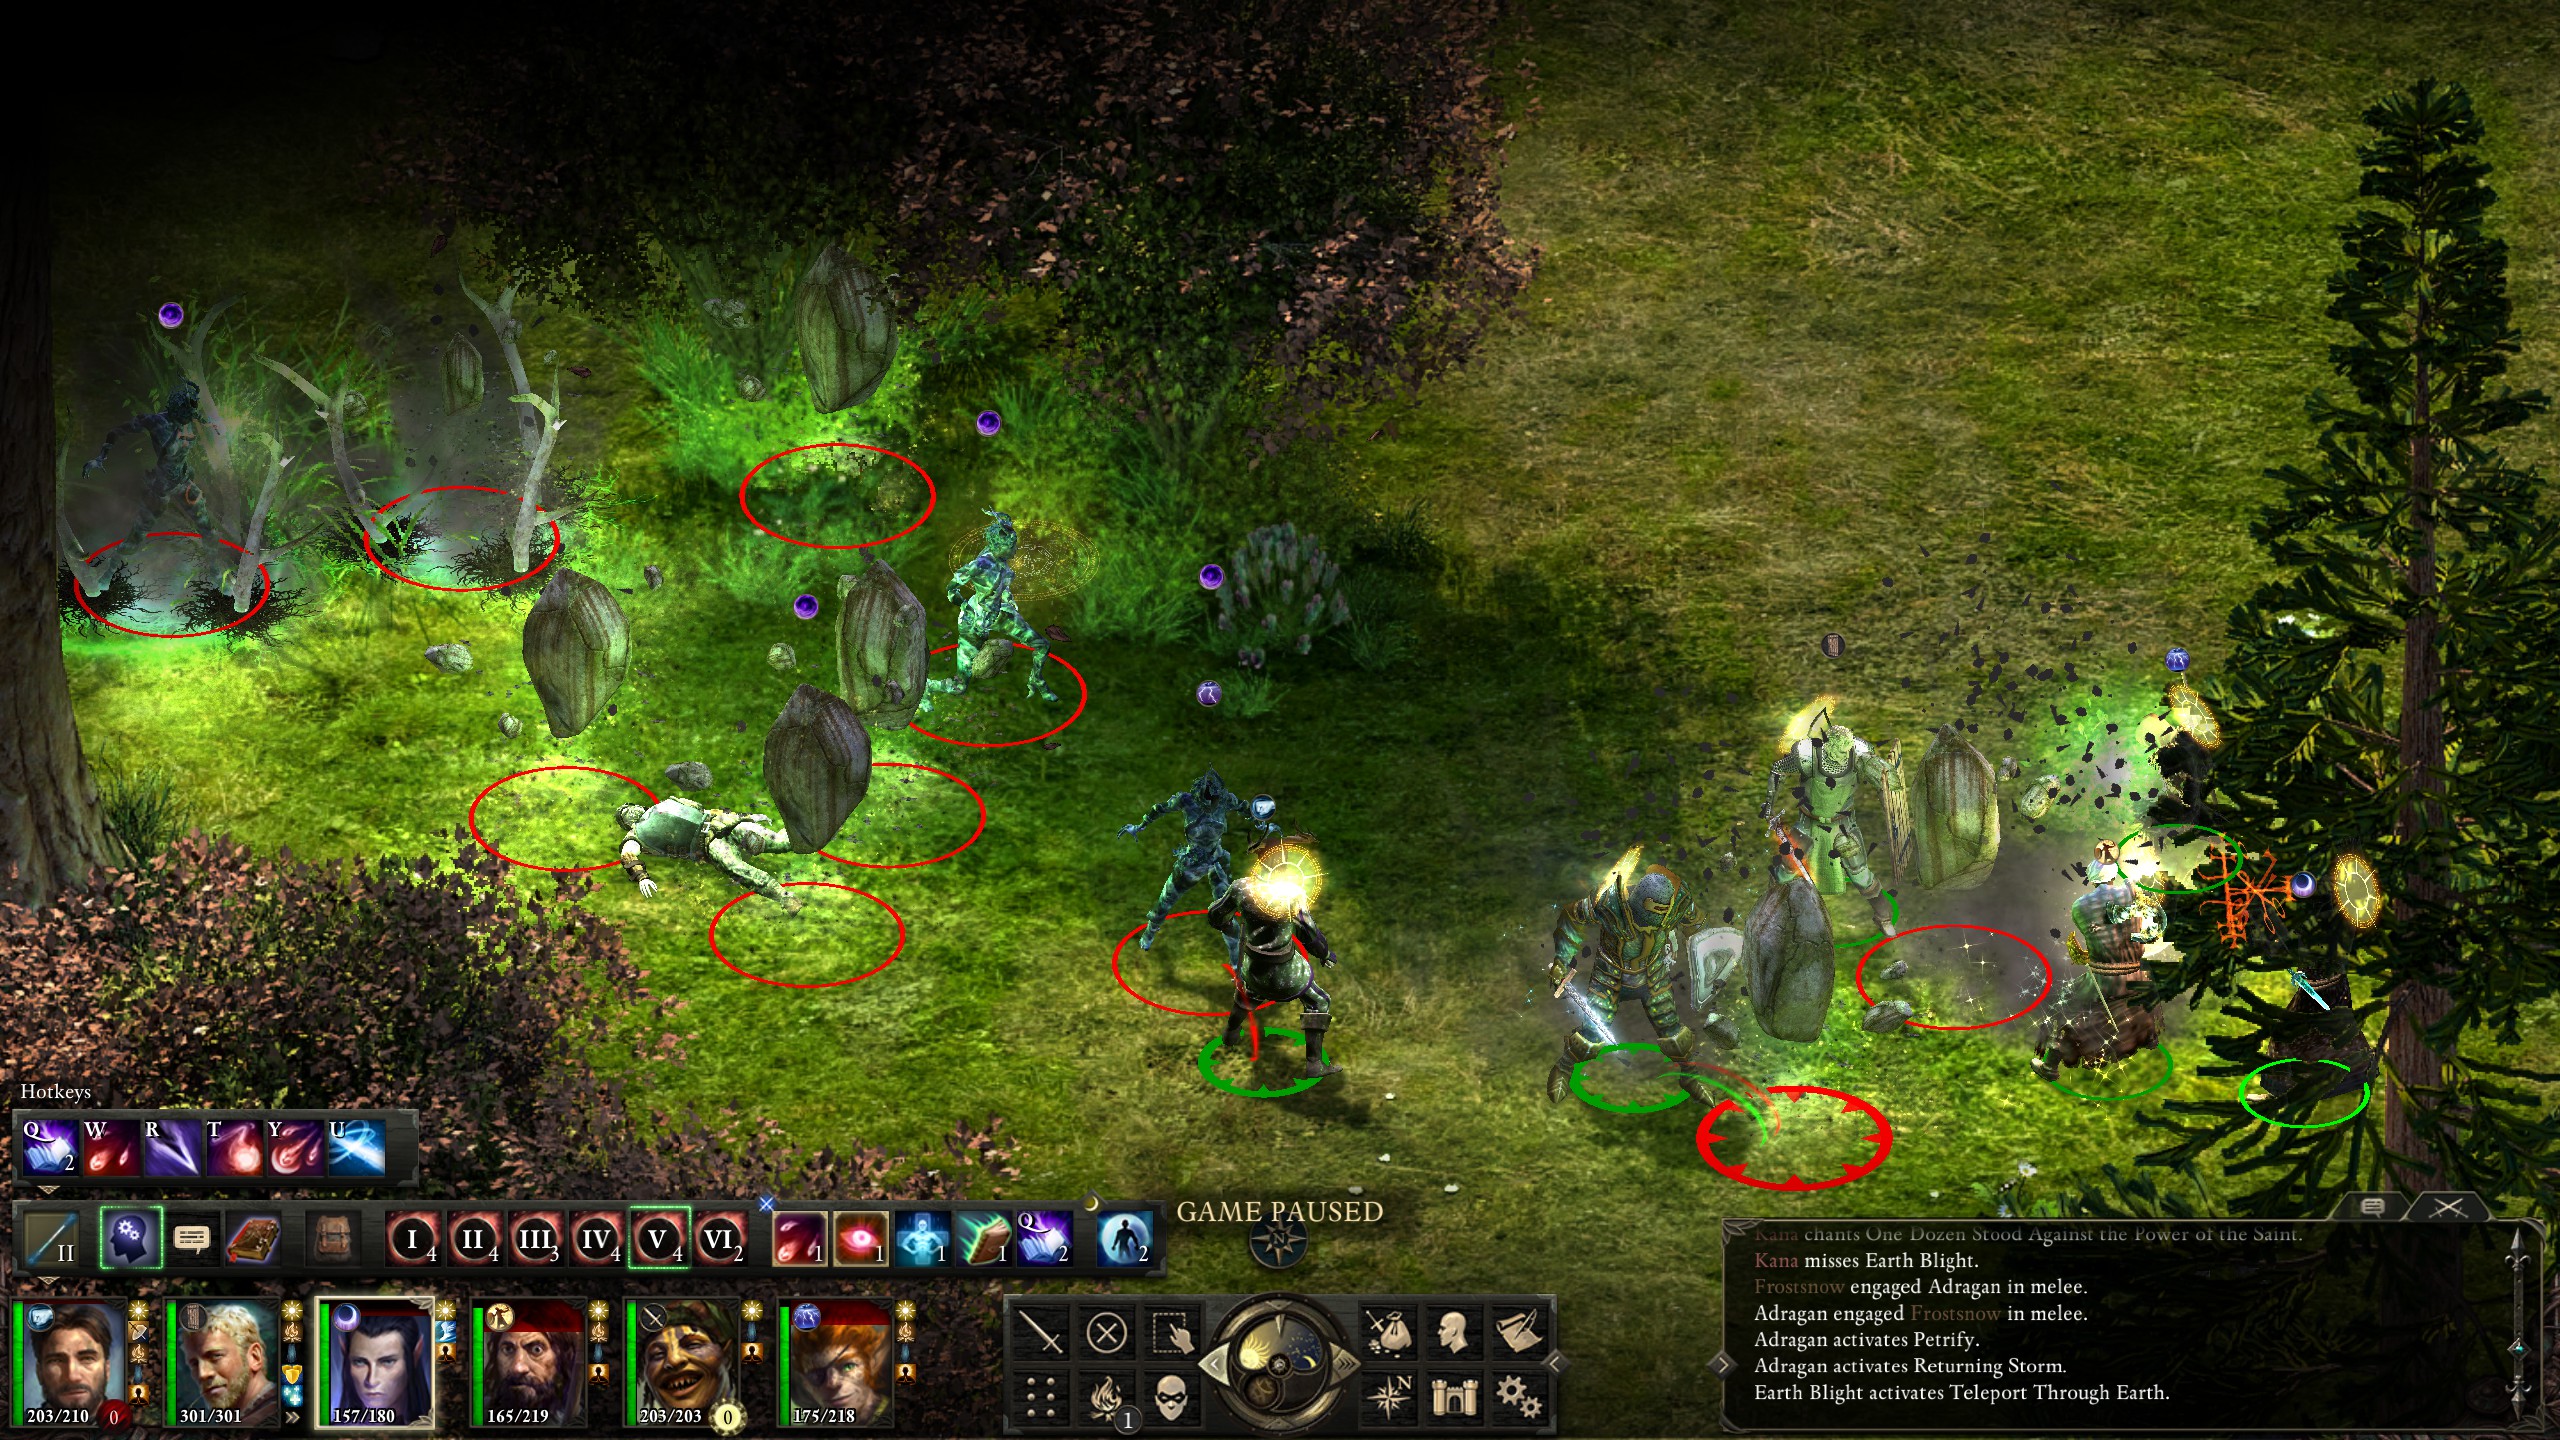 Hotkeys
Q W R T Y U
2
GAME PAUSED
N
II
I 4 II 4 III 3 IV 4 V 4 VI 2 1 1 1 1 Q 2 2
Kana chants One Dozen Stood Against the Power of the Saint.
Kana misses Earth Blight.
Frostsnow engaged Adragan in melee.
Adragan engaged Frostsnow in melee.
Adragan activates Petrify.
Adragan activates Returning Storm.
Earth Blight activates Teleport Through Earth.
203/210 0 301/301 157/180 165/219 203/203 0 175/218
1
N